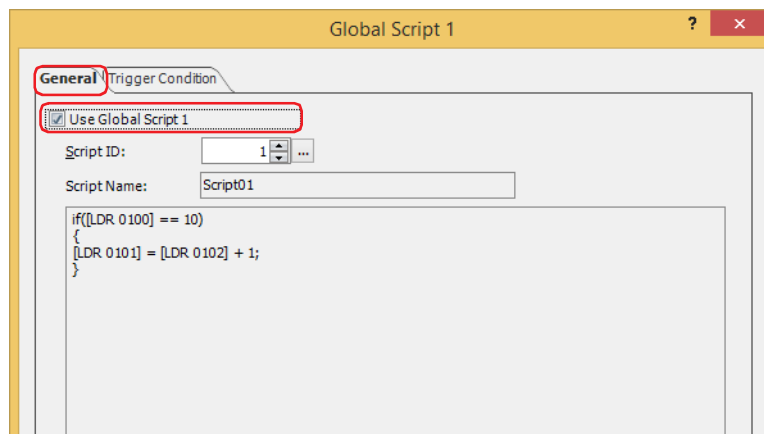 Global Script 1
?
General
Trigger Condition
Use Global Script 1
Script ID:
1
...
Script Name:
Script01
if([LDR 0100] == 10)
{
[LDR 0101] = [LDR 0102] + 1;
}